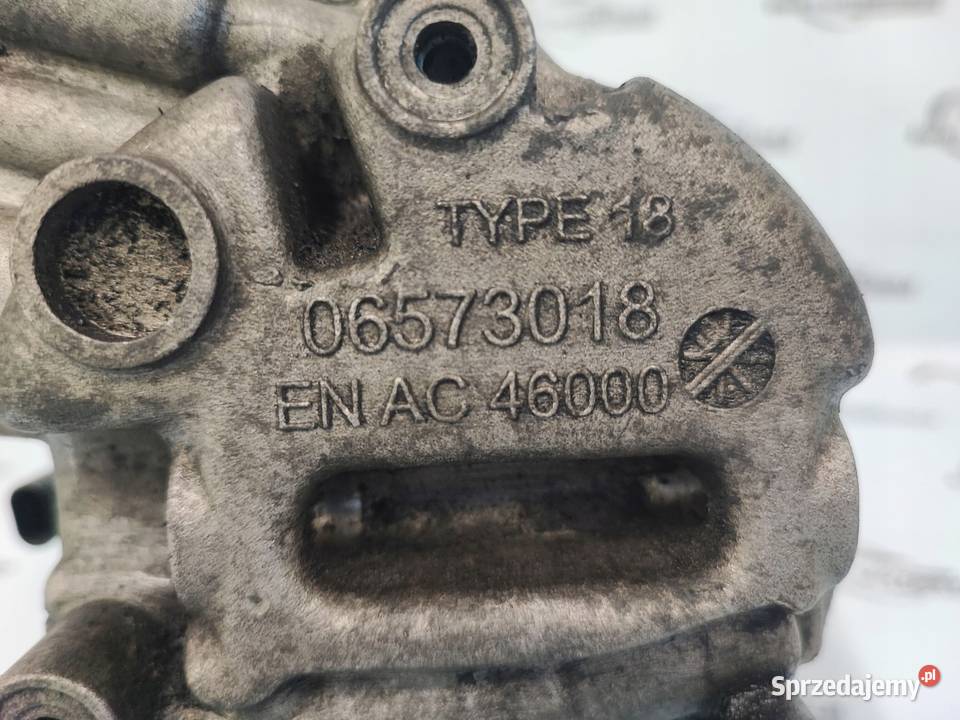 TYPE 18
06573018
EN AC 46000
Sprzedajemy.pl